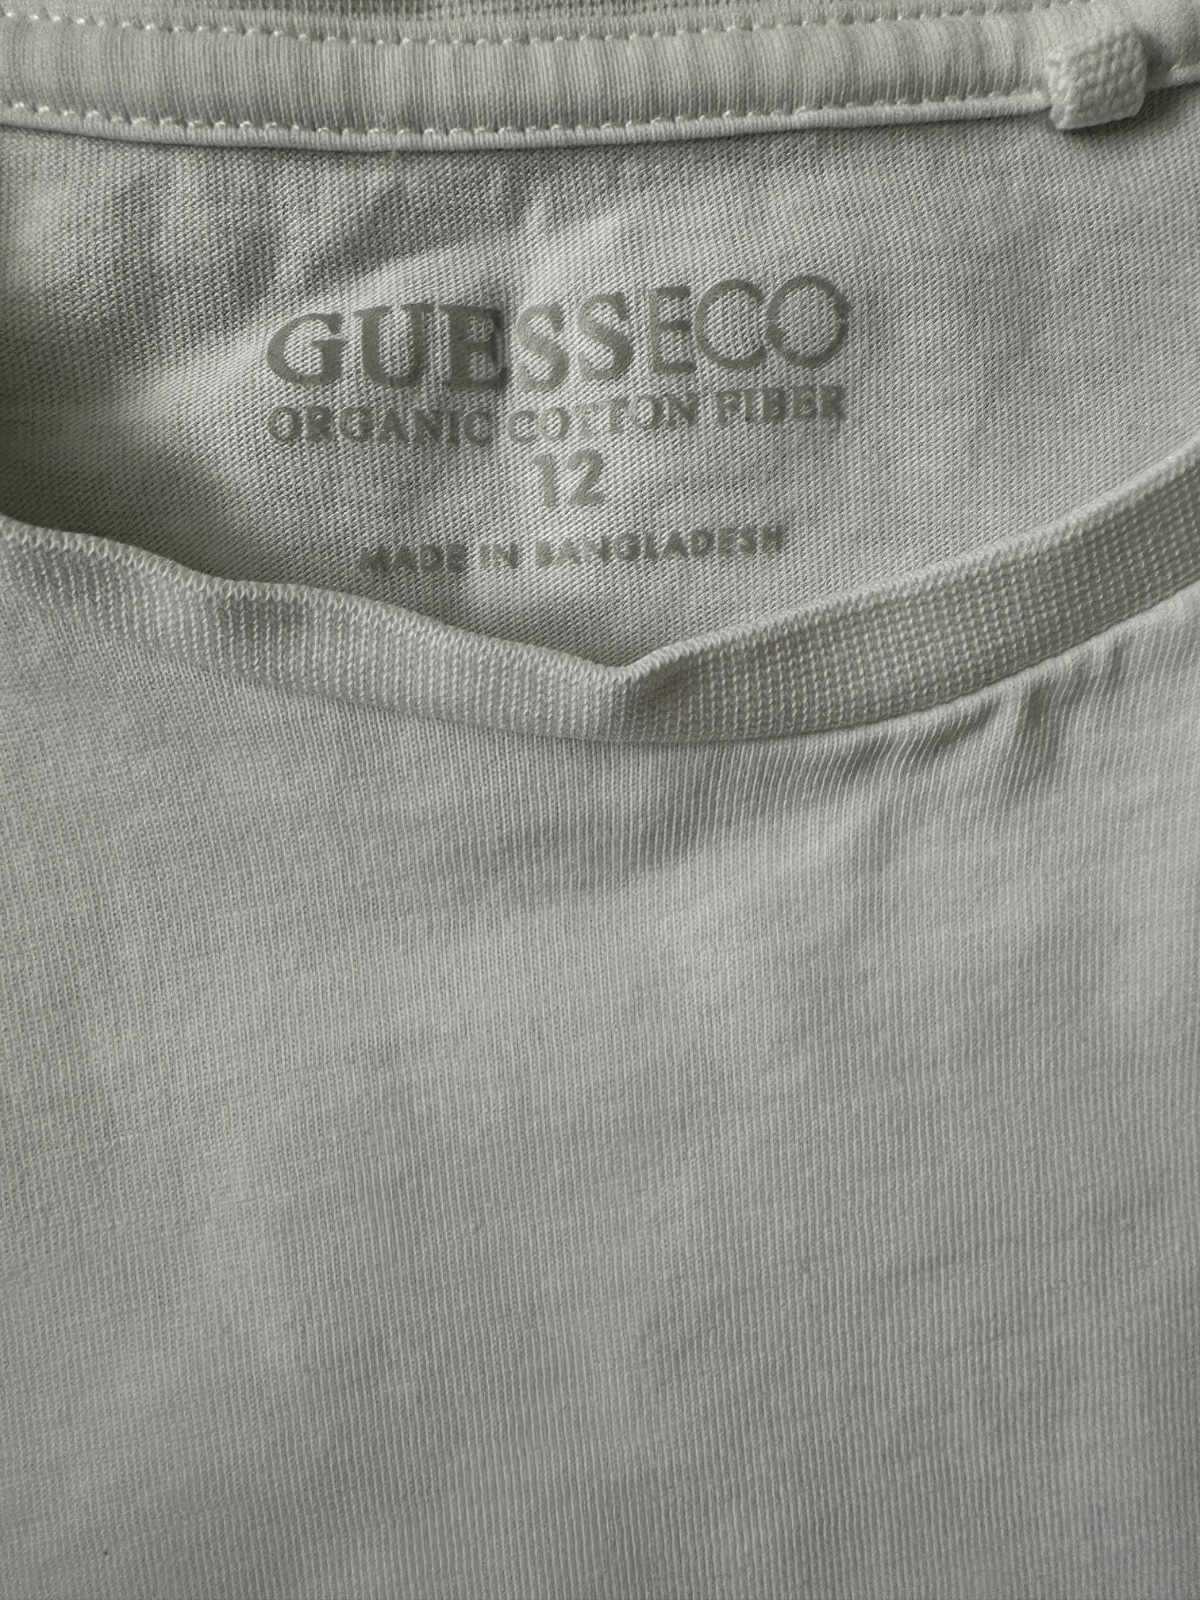 GUESSECO
ORGANIC COTTON FIBER
12
MADE IN BANGLADESH